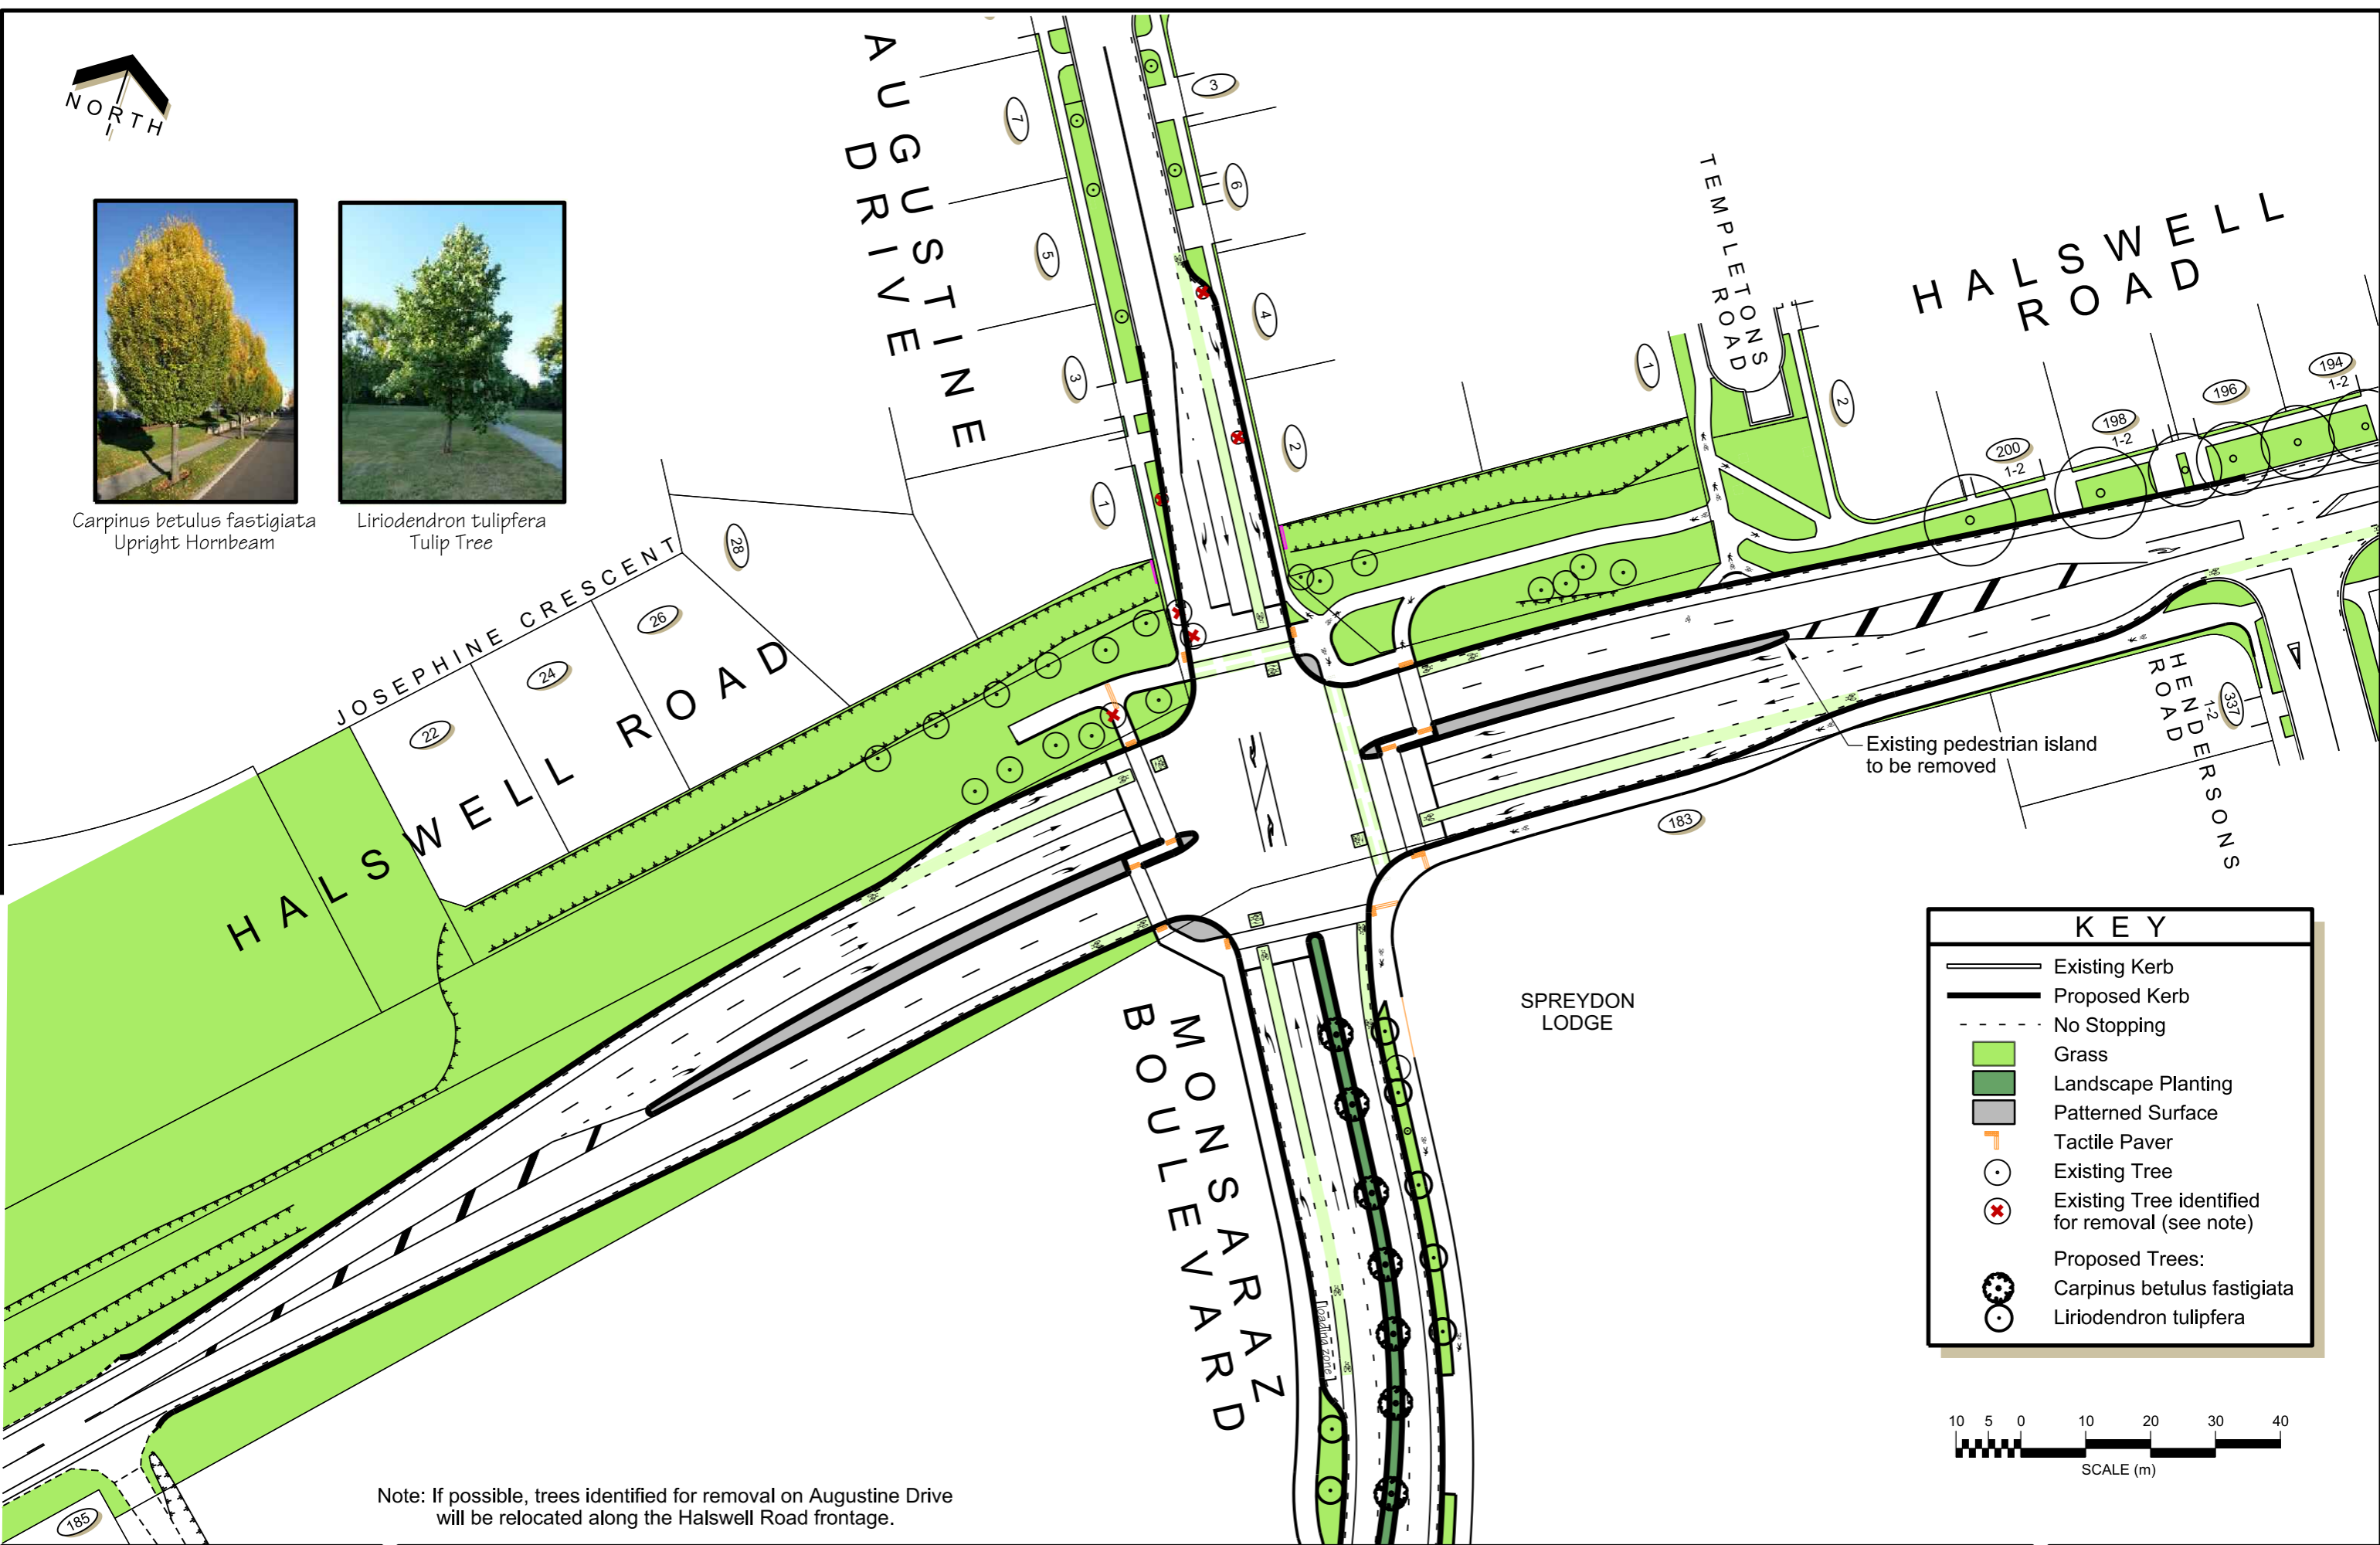 NORTH
Carpinus betulus fastigiata
Upright Hornbeam
Liriodendron tulipfera
Tulip Tree
AUGUSTINE
DRIVE
7
5
3
1
3
6
4
2
TEMPLETONS
ROAD
1
2
HALSWELL
ROAD
200
1-2
198
1-2
196
194
1-2
JOSEPHINE CRESCENT
28
26
24
22
HALSWELL ROAD
Existing pedestrian island
to be removed
HENDERSONS
ROAD
337
1-2
183
SPREYDON
LODGE
MONSARAZ
BOULEVARD
loading zone
185
KEY
Existing Kerb
Proposed Kerb
No Stopping
Grass
Landscape Planting
Patterned Surface
Tactile Paver
Existing Tree
Existing Tree identified
for removal (see note)
Proposed Trees:
Carpinus betulus fastigiata
Liriodendron tulipfera
10 5 0 10 20 30 40
SCALE (m)
Note: If possible, trees identified for removal on Augustine Drive
will be relocated along the Halswell Road frontage.